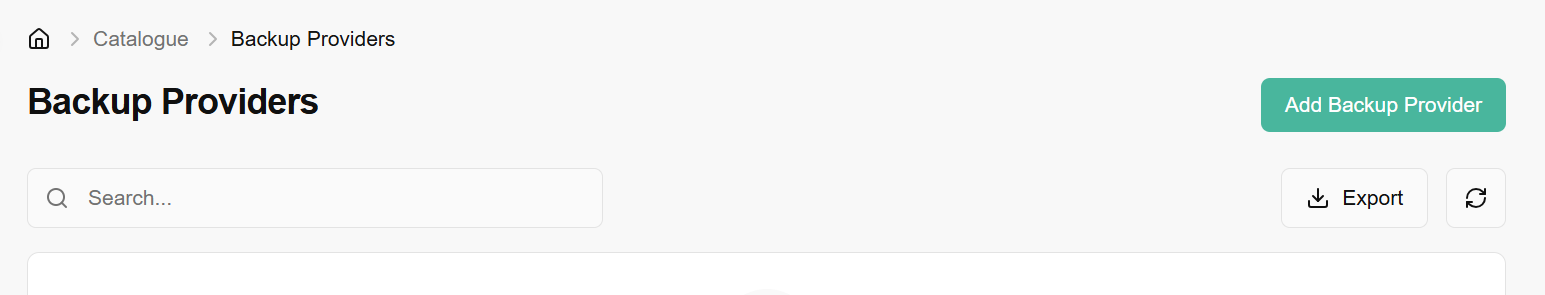 Catalogue Backup Providers
Backup Providers
Add Backup Provider
Search...
Export